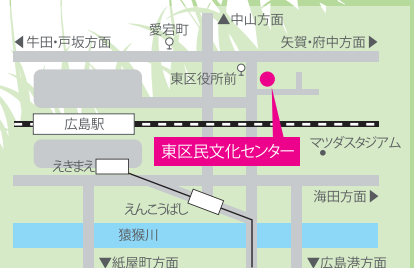 ▲中山方面
愛宕町
◀牛田・戸坂方面
矢賀・府中方面▶
東区役所前
広島駅
東区民文化センター
マツダスタジアム
えきまえ
海田方面▶
えんこうばし
猿猴川
▼紙屋町方面
▼広島港方面